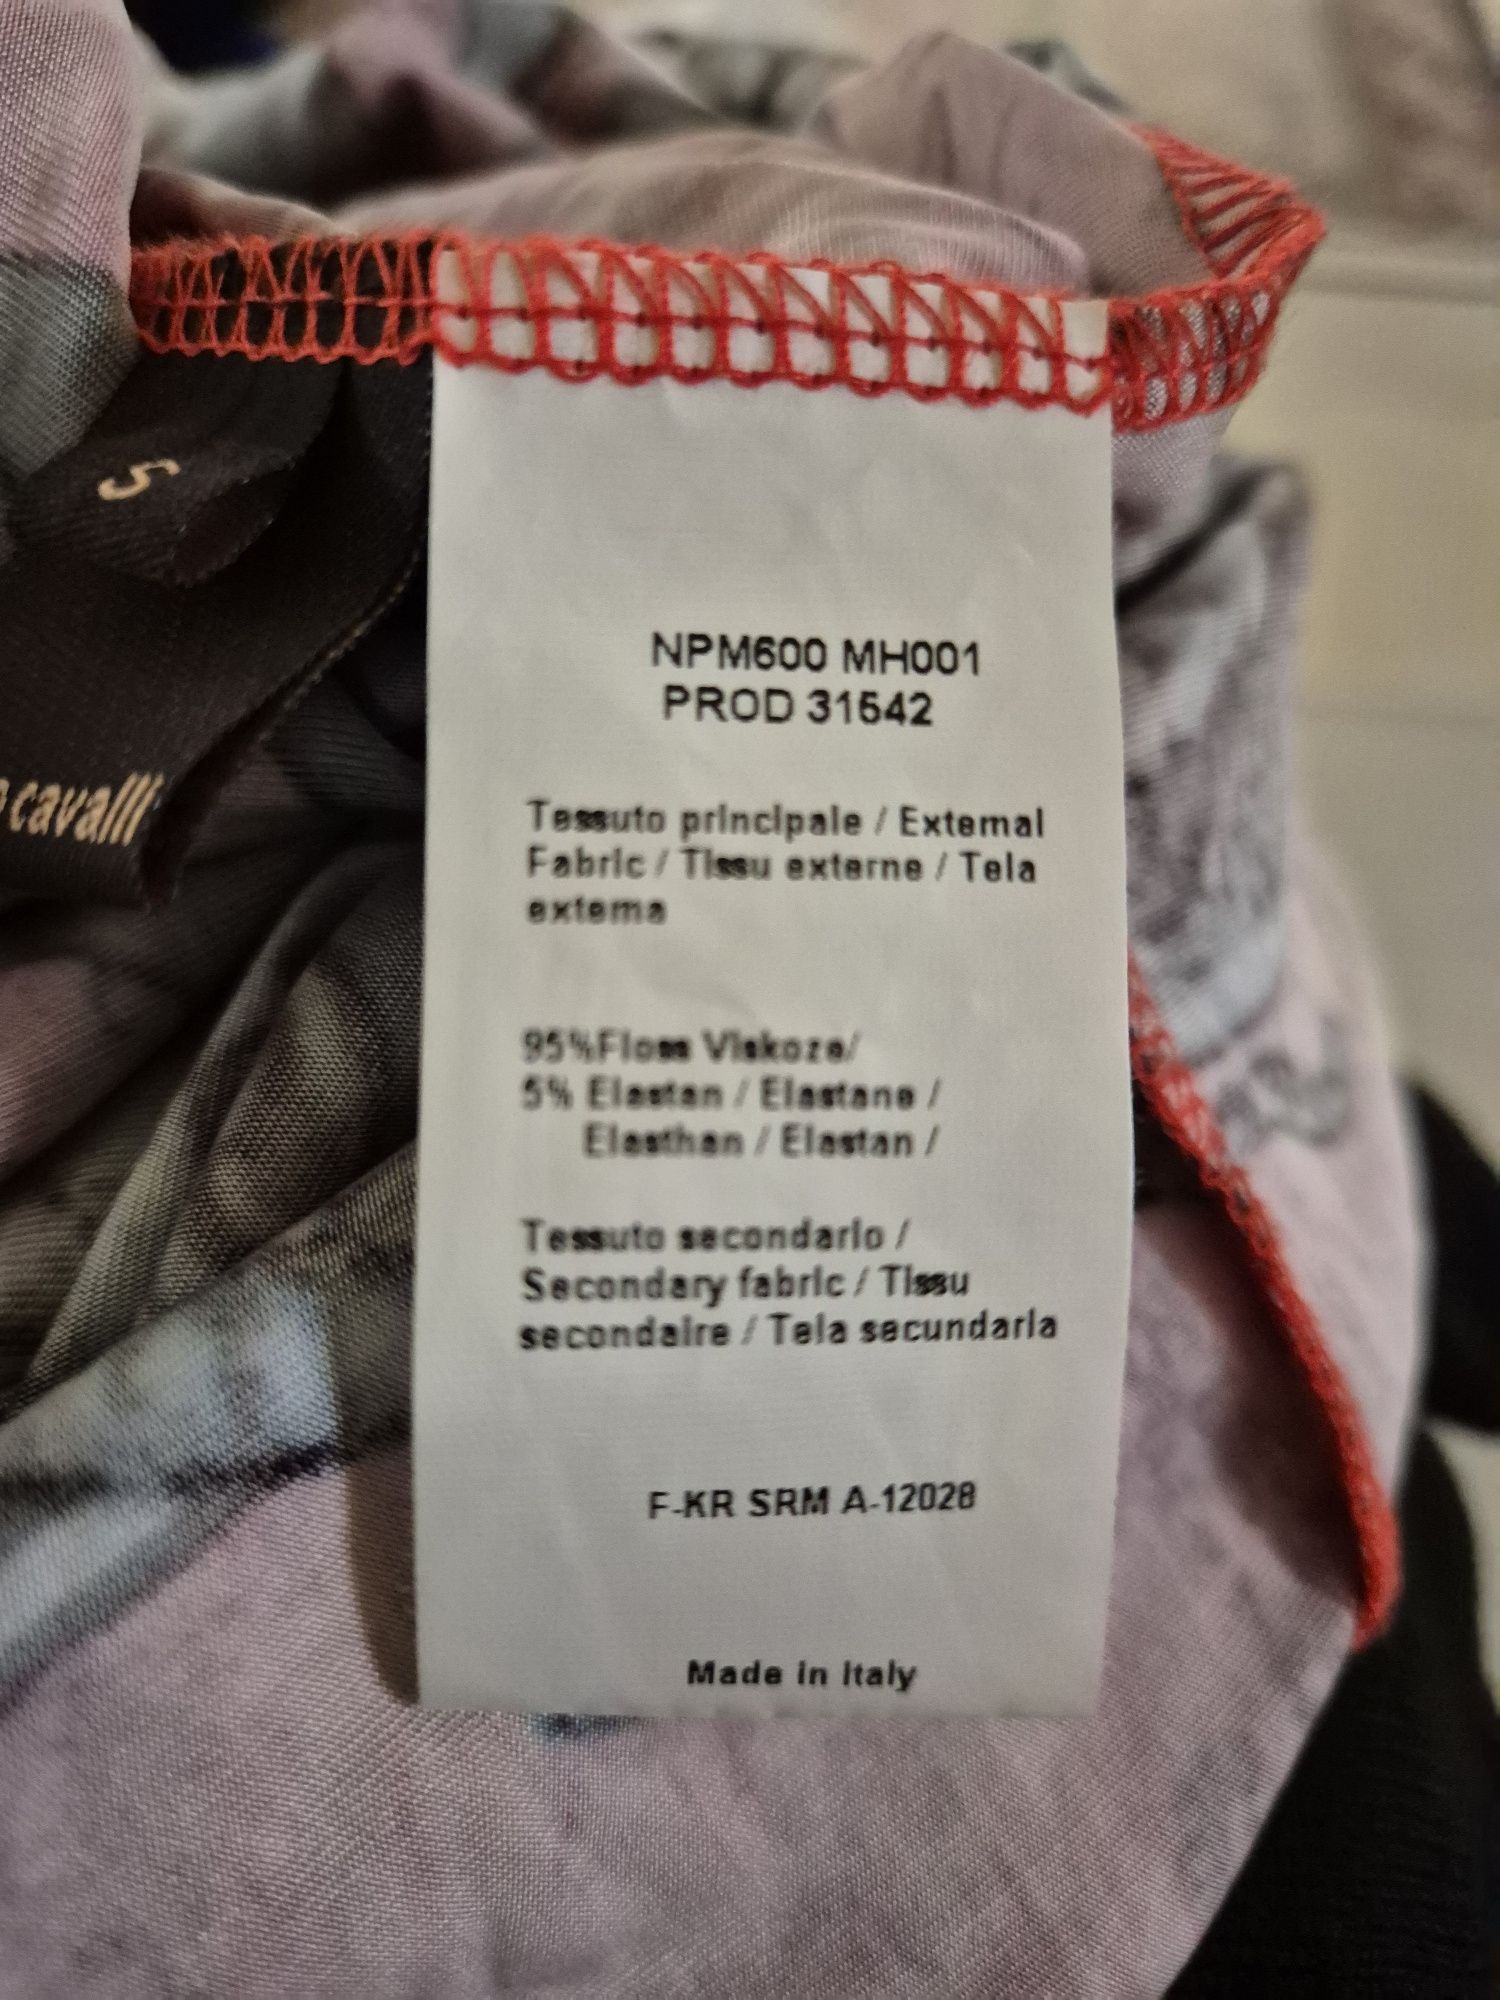 S
cavalli
NPM600 MH001
PROD 31542
Tessuto principale / External
Fabric / Tissu externe / Tela
externa
95%Floss Viskoze/
5% Elastan / Elastane /
Elasthan / Elastan /
Tessuto secondario /
Secondary fabric / Tissu
secondaire / Tela secundaria
F-KR SRM A-12028
Made in Italy